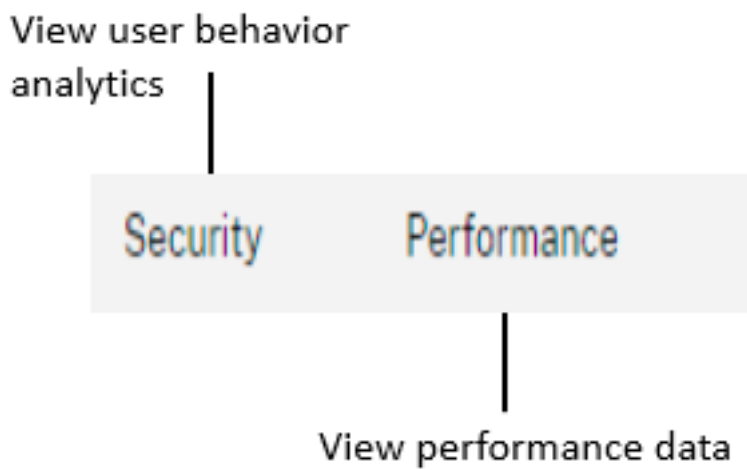 View user behavior
analytics
Security Performance
View performance data